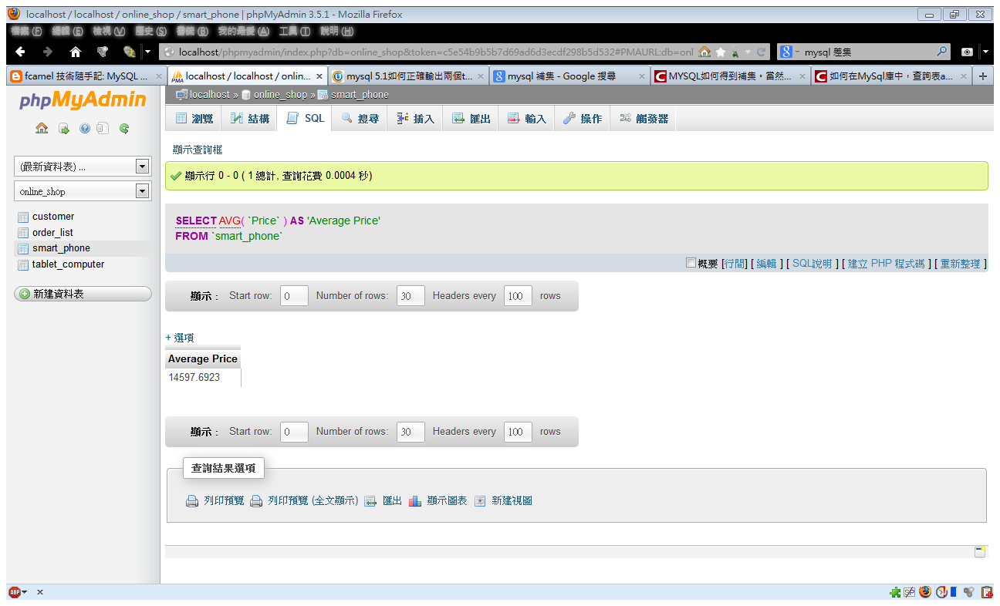 localhost / localhost / online_shop / smart_phone | phpMyAdmin 3.5.1 - Mozilla Firefox
檔案 (F) 編輯 (E) 檢視 (V) 歷史 (S) 書籤 (B) 我的最愛 (A) 工具 (T) 說明 (H)
localhost/phpmyadmin/index.php?db=online_shop&token=c5e54b9b5b7d69ad6d3ecdf298b5d532#PMAURL:db=onl
mysql 差集
fcamel 技術隨手記: MySQL ...
localhost / localhost / onlin...
mysql 5.1如何正確輸出兩個t...
mysql 補集 - Google 搜尋
MYSQL如何得到補集。當然...
如何在MySql庫中，查詢表a...
phpMyAdmin
(最新資料表) ...
online_shop
customer
order_list
smart_phone
tablet_computer
新建資料表
localhost » online_shop » smart_phone
瀏覽 結構 SQL 搜尋 插入 匯出 輸入 操作 觸發器
顯示查詢框
顯示行 0 - 0 ( 1 總計, 查詢花費 0.0004 秒)
SELECT AVG( `Price` ) AS 'Average Price'
FROM `smart_phone`
概要 [行間] [ 編輯 ] [ SQL說明 ] [ 建立 PHP 程式碼 ] [ 重新整理 ]
顯示 : Start row: 0 Number of rows: 30 Headers every 100 rows
+ 選項
Average Price
14597.6923
顯示 : Start row: 0 Number of rows: 30 Headers every 100 rows
查詢結果選項
列印預覽 列印預覽 (全文顯示) 匯出 顯示圖表 新建視圖
ABP